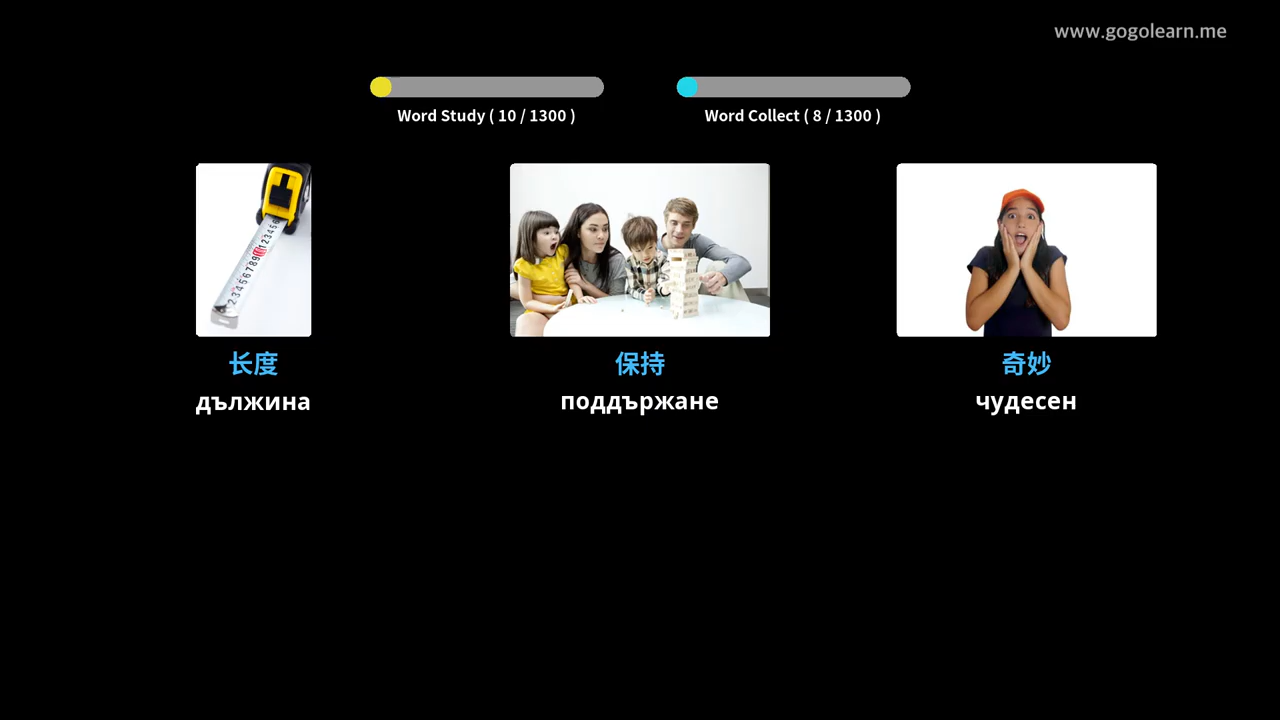 www.gogolearn.me
Word Study ( 10 / 1300 )
Word Collect ( 8 / 1300 )
长度
保持
奇妙
дължина
поддържане
чудесен